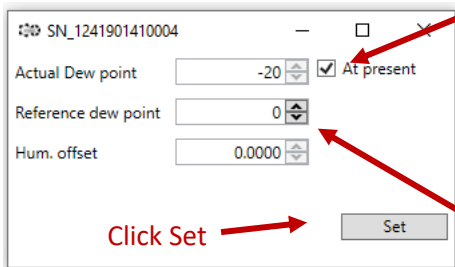 SN_1241901410004
Actual Dew point -20 At present
Reference dew point 0
Hum. offset 0.0000
Set
Click Set